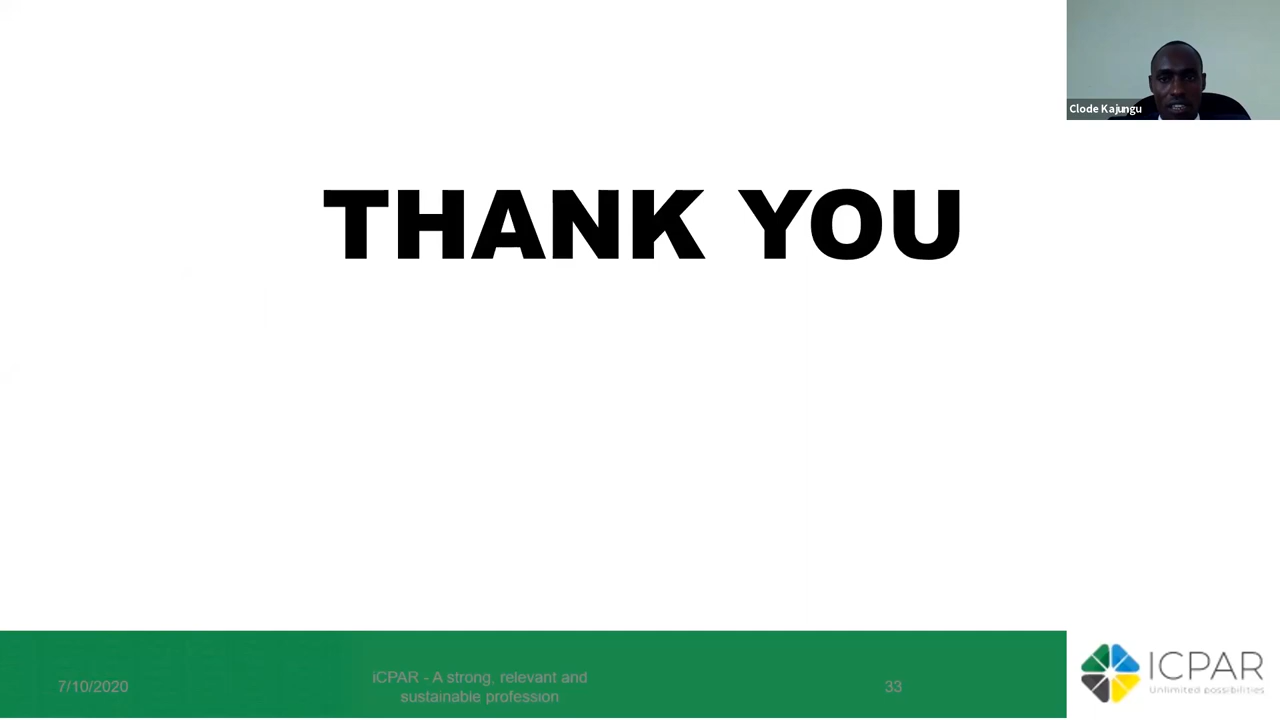 Clode Kajungu
THANK YOU
7/10/2020
iCPAR - A strong, relevant and
sustainable profession
33
ICPAR
Unlimited possibilities